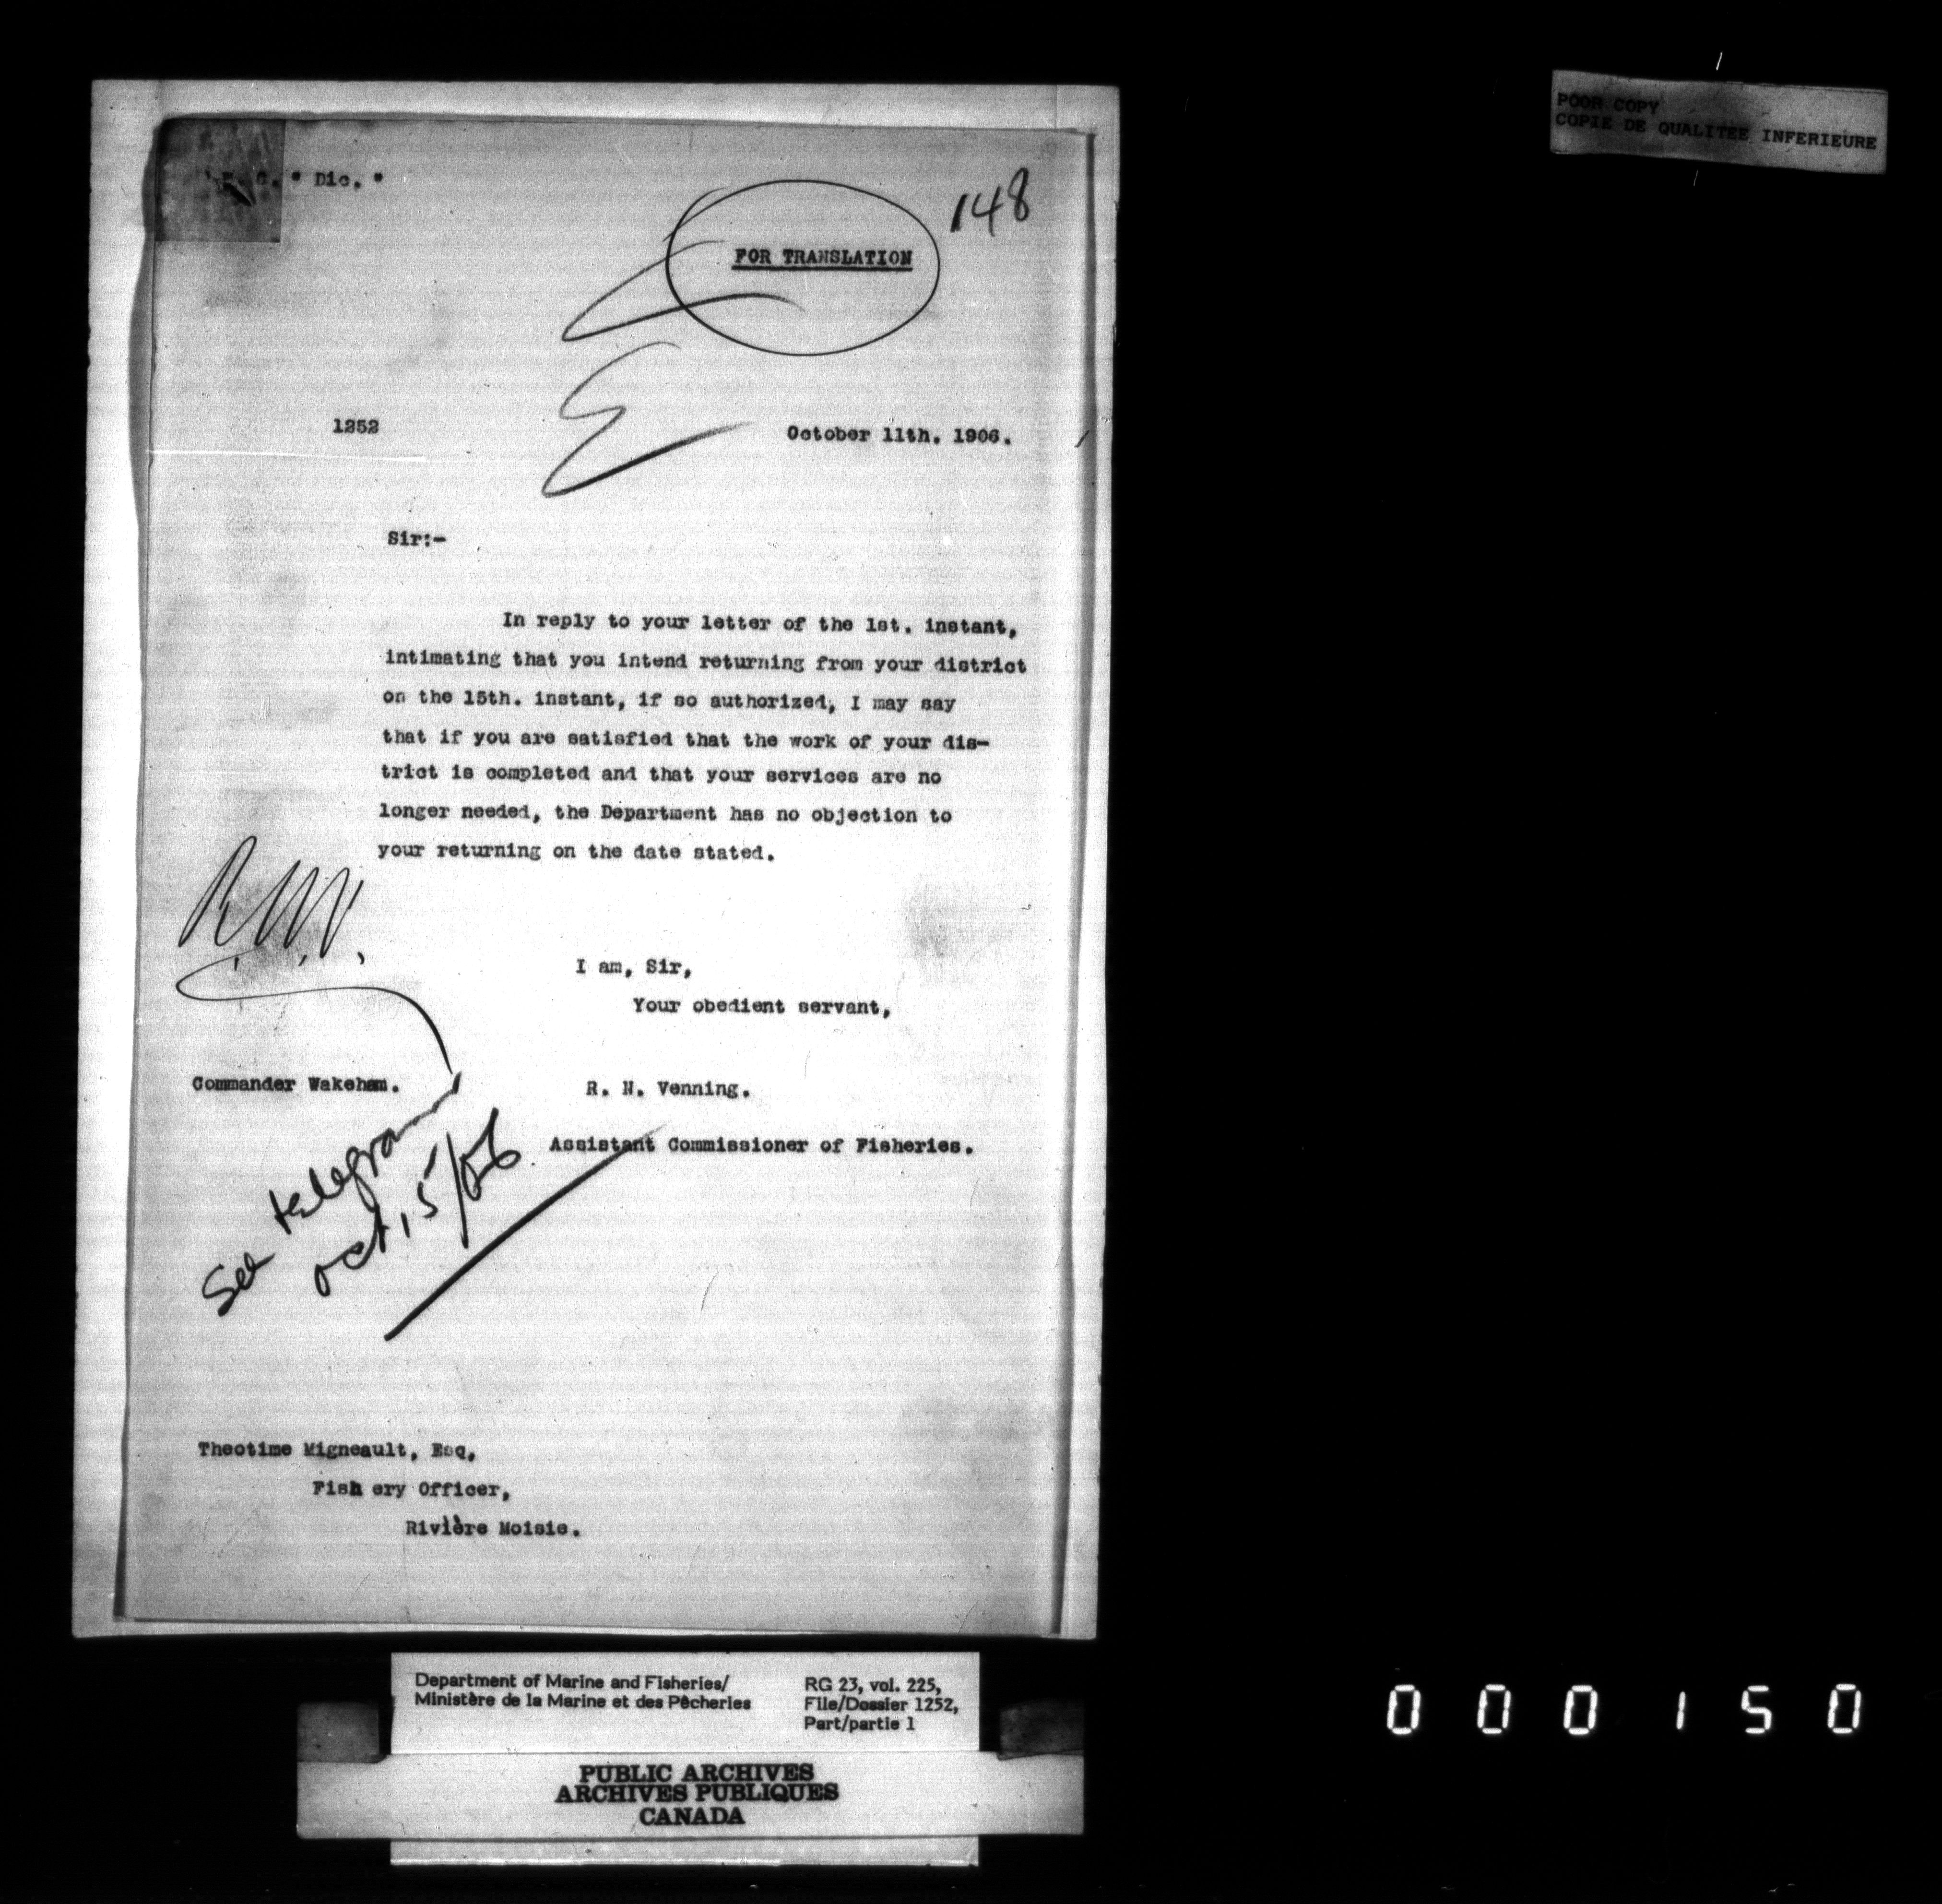 POOR COPY
COPIE DE QUALITEE INFERIEURE
" Dic. "
148
FOR TRANSLATION
1252
October 11th. 1906.
Sir:-
In reply to your letter of the 1st. instant,
intimating that you intend returning from your district
on the 15th. instant, if so authorized, I may say
that if you are satisfied that the work of your dis-
trict is completed and that your services are no
longer needed, the Department has no objection to
your returning on the date stated.
R.N.V.
I am, Sir,
Your obedient servant,
Commander Wakeham.
R. N. Venning.
Assistant Commissioner of Fisheries.
See telegram
oct 15/06
Theotime Migneault, Esq,
Fish ery Officer,
Rivière Moisie.
Department of Marine and Fisheries/
Ministère de la Marine et des Pêcheries
RG 23, vol. 225,
File/Dossier 1252,
Part/partie 1
PUBLIC ARCHIVES
ARCHIVES PUBLIQUES
CANADA
000150